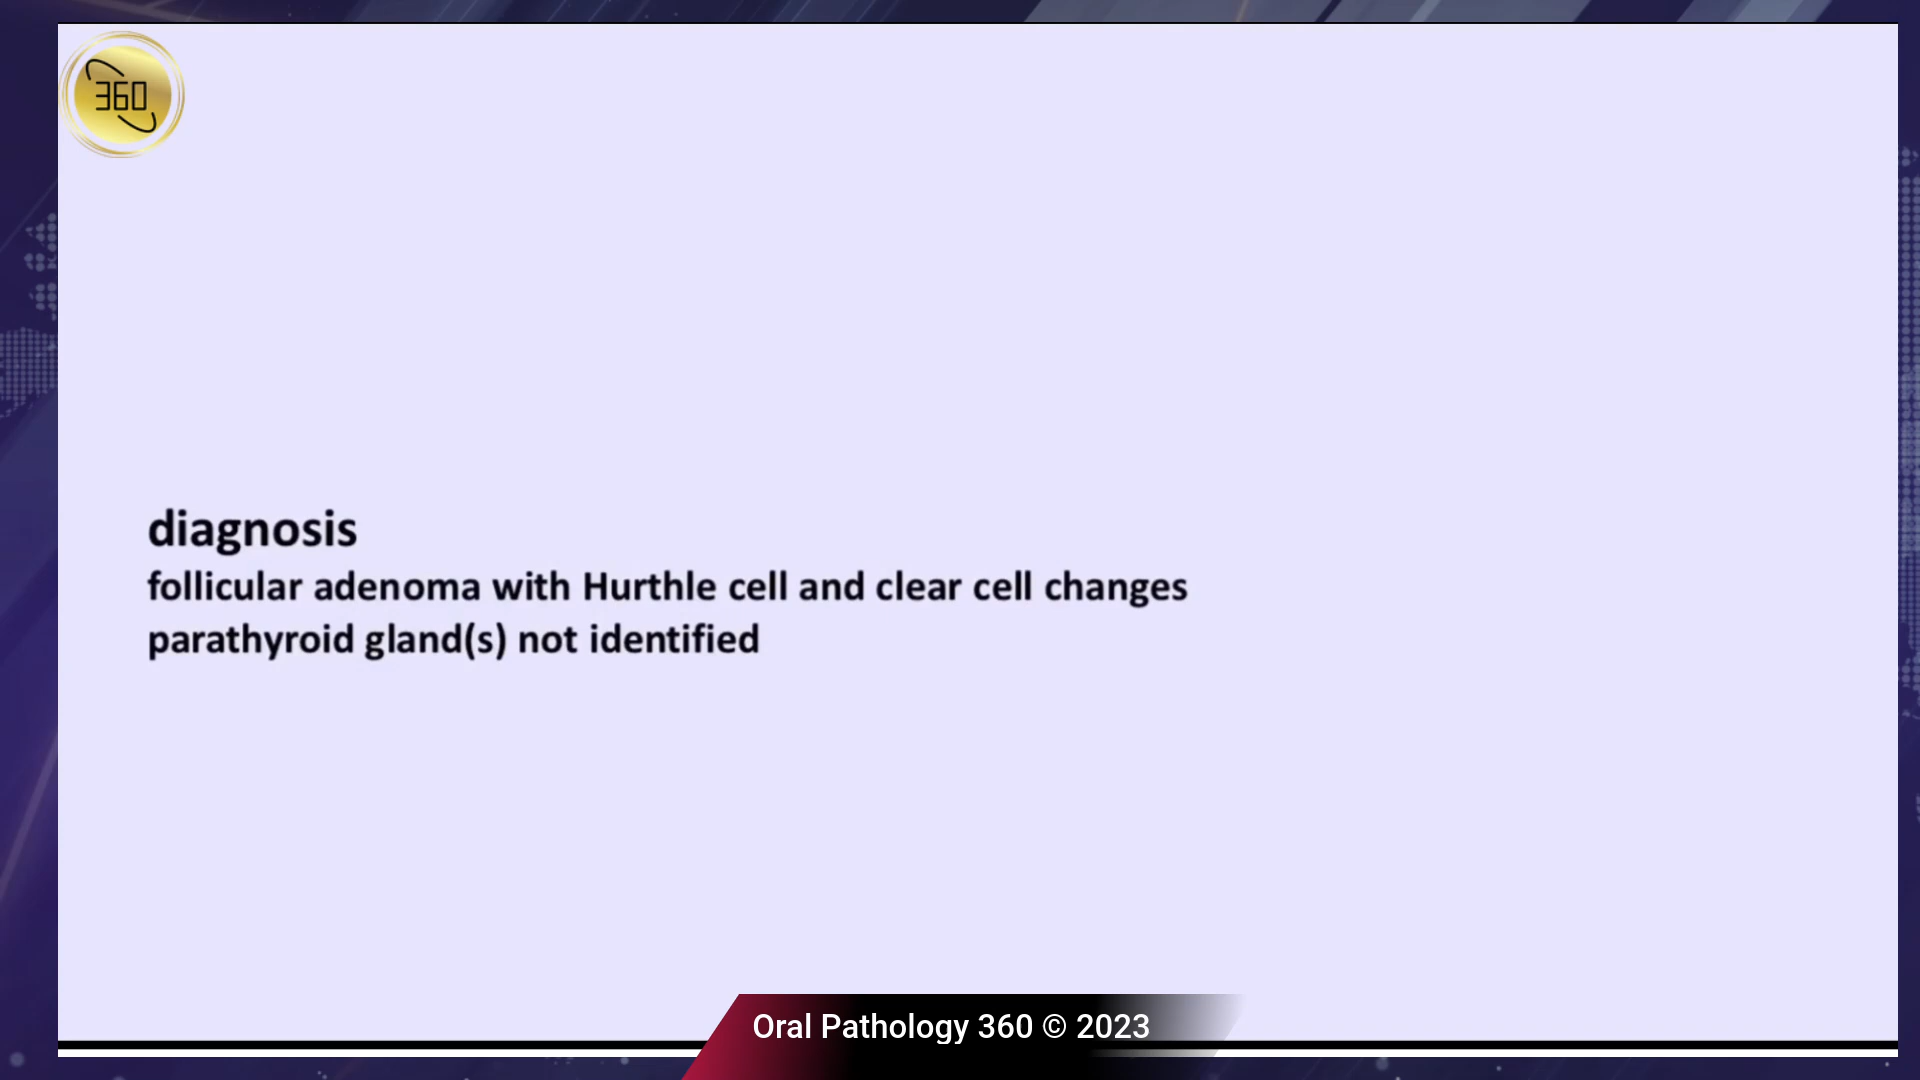 360
diagnosis
follicular adenoma with Hurthle cell and clear cell changes
parathyroid gland(s) not identified
Oral Pathology 360 © 2023